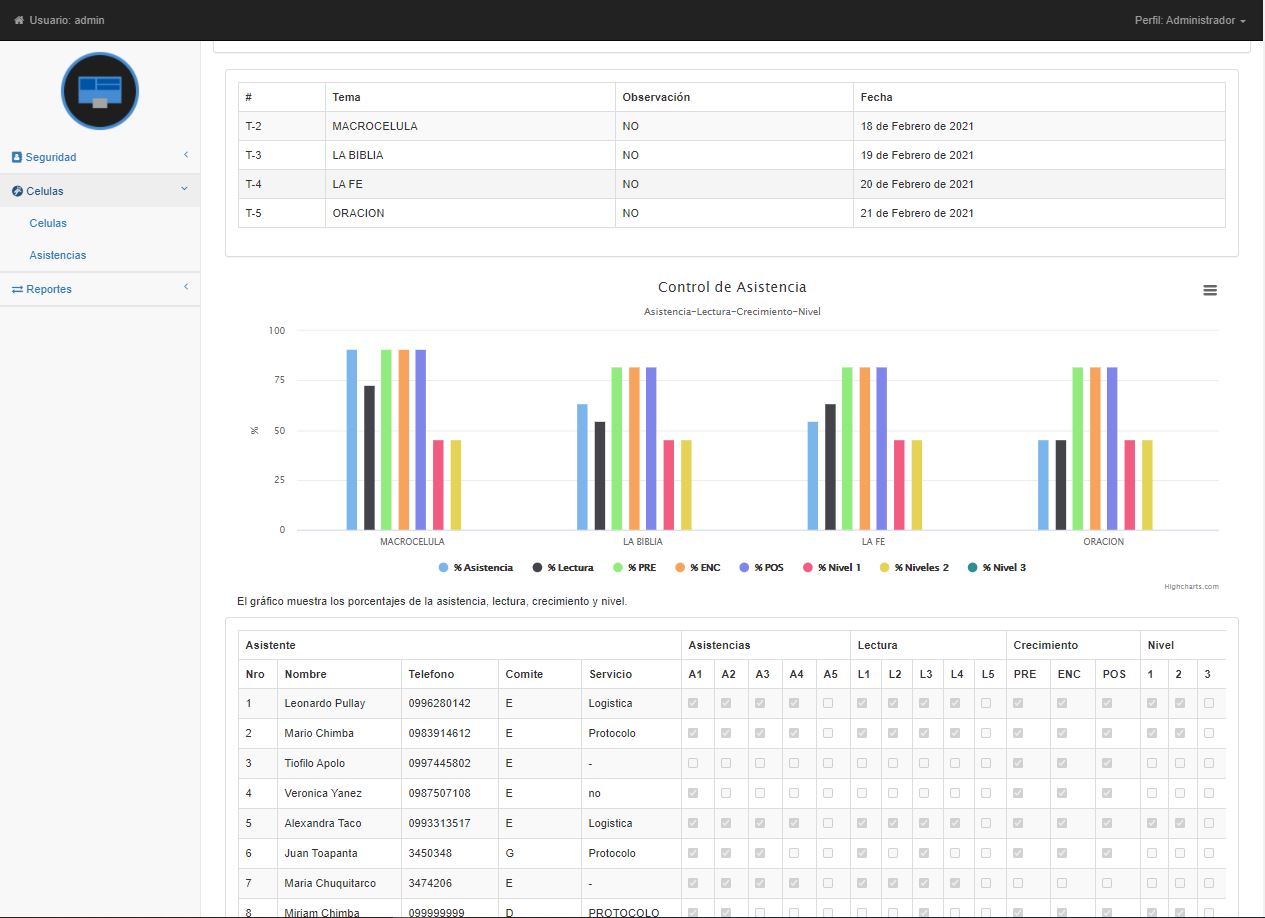 Usuario: admin
Perfil: Administrador
Seguridad
Celulas
Celulas
Asistencias
Reportes
# Tema Observación Fecha
T-2 MACROCELULA NO 18 de Febrero de 2021
T-3 LA BIBLIA NO 19 de Febrero de 2021
T-4 LA FE NO 20 de Febrero de 2021
T-5 ORACION NO 21 de Febrero de 2021
Control de Asistencia
Asistencia-Lectura-Crecimiento-Nivel
100
75
%
50
25
0
MACROCELULA LA BIBLIA LA FE ORACION
% Asistencia % Lectura % PRE % ENC % POS % Nivel 1 % Niveles 2 % Nivel 3
Highcharts.com
El gráfico muestra los porcentajes de la asistencia, lectura, crecimiento y nivel.
Asistente Asistencias Lectura Crecimiento Nivel
Nro Nombre Telefono Comite Servicio A1 A2 A3 A4 A5 L1 L2 L3 L4 L5 PRE ENC POS 1 2 3
1 Leonardo Pullay 0996280142 E Logistica
2 Mario Chimba 0983914612 E Protocolo
3 Tiofilo Apolo 0997445802 E -
4 Veronica Yanez 0987507108 E no
5 Alexandra Taco 0993313517 E Logistica
6 Juan Toapanta 3450348 G Protocolo
7 Maria Chuquitarco 3474206 E -
8 Miriam Chimba 099999999 D PROTOCOLO